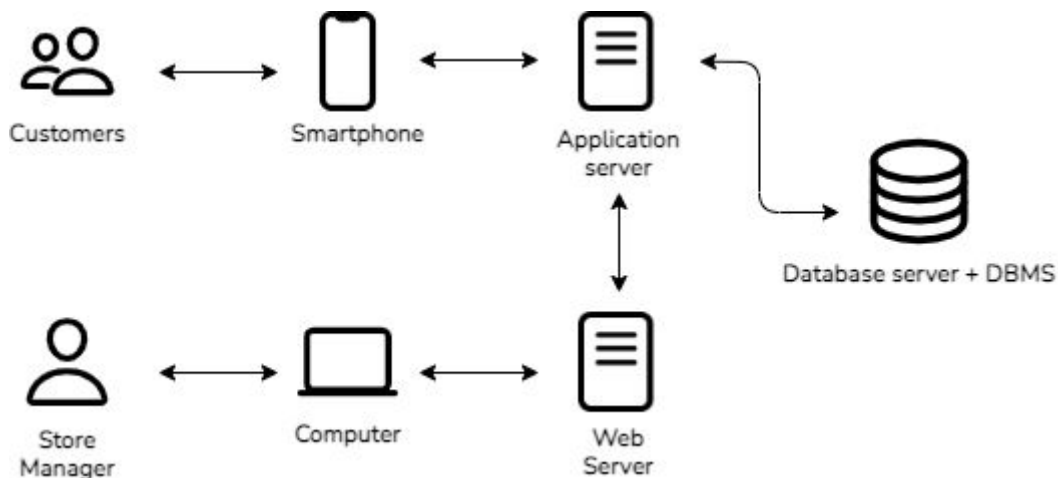 Customers
Smartphone
Application
server
Database server + DBMS
Store
Manager
Computer
Web
Server